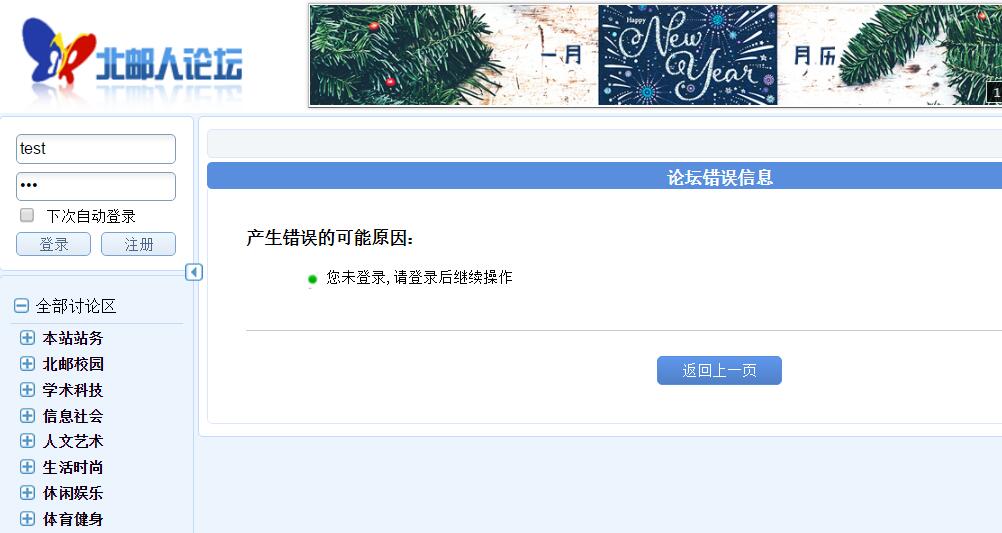 北邮人论坛
一月
Happy
New
Year
月历
1
test
•••
下次自动登录
登录
注册
论坛错误信息
产生错误的可能原因:
您未登录,请登录后继续操作
返回上一页
全部讨论区
本站站务
北邮校园
学术科技
信息社会
人文艺术
生活时尚
休闲娱乐
体育健身